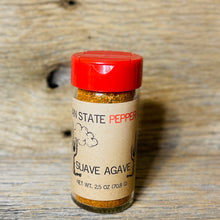 STATE PEPPER
SUAVE AGAVE
NET WT. 2.5 OZ (70.8 G